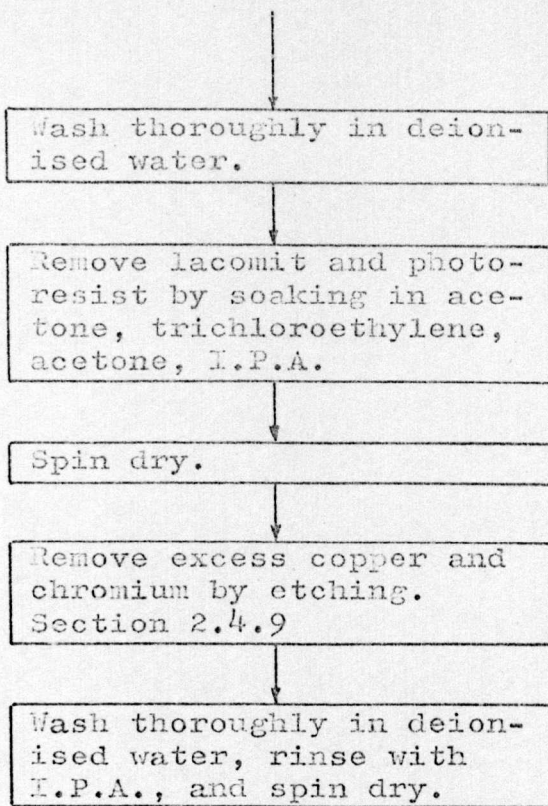 Wash thoroughly in deion-
ised water.
Remove lacomit and photo-
resist by soaking in ace-
tone, trichloroethylene,
acetone, I.P.A.
Spin dry.
Remove excess copper and
chromium by etching.
Section 2.4.9
Wash thoroughly in deion-
ised water, rinse with
I.P.A., and spin dry.